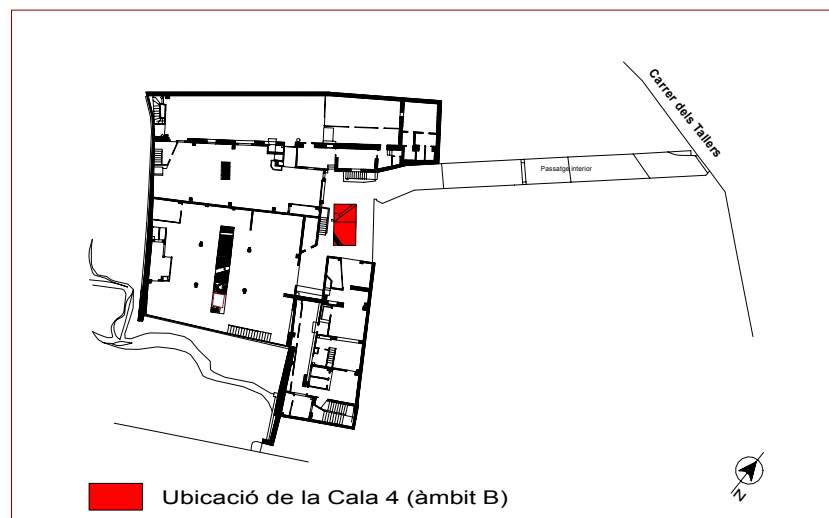 Carrer dels Tallers
Passatge interior
N
Ubicació de la Cala 4 (àmbit B)